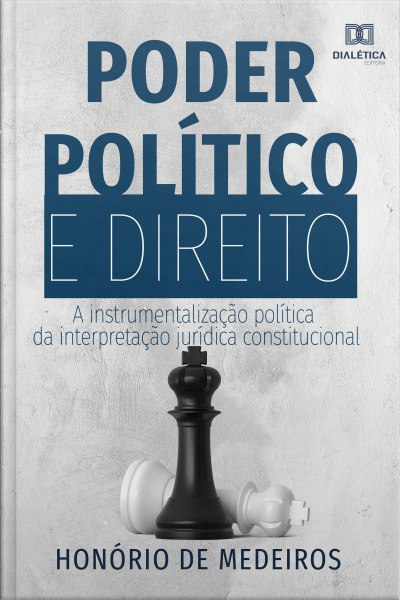 DIALÉTICA
EDITORA
PODER
POLÍTICO
E DIREITO
A instrumentalização política
da interpretação jurídica constitucional
HONÓRIO DE MEDEIROS